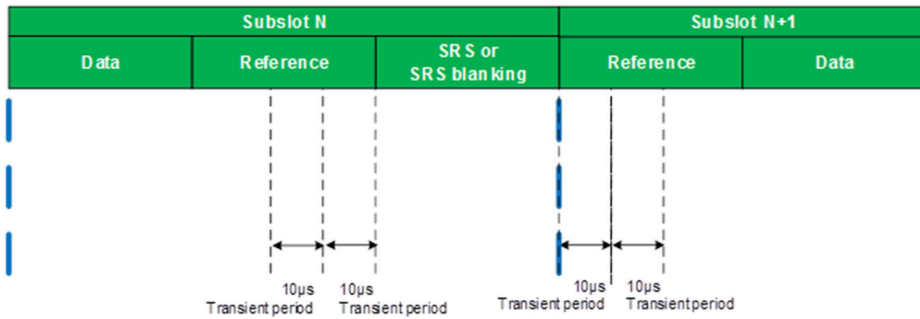 Subslot N
Subslot N+1
Data
Reference
SRS or
SRS blanking
Reference
Data
10µs
Transient period
10µs
Transient period
10µs
Transient period
10µs
Transient period